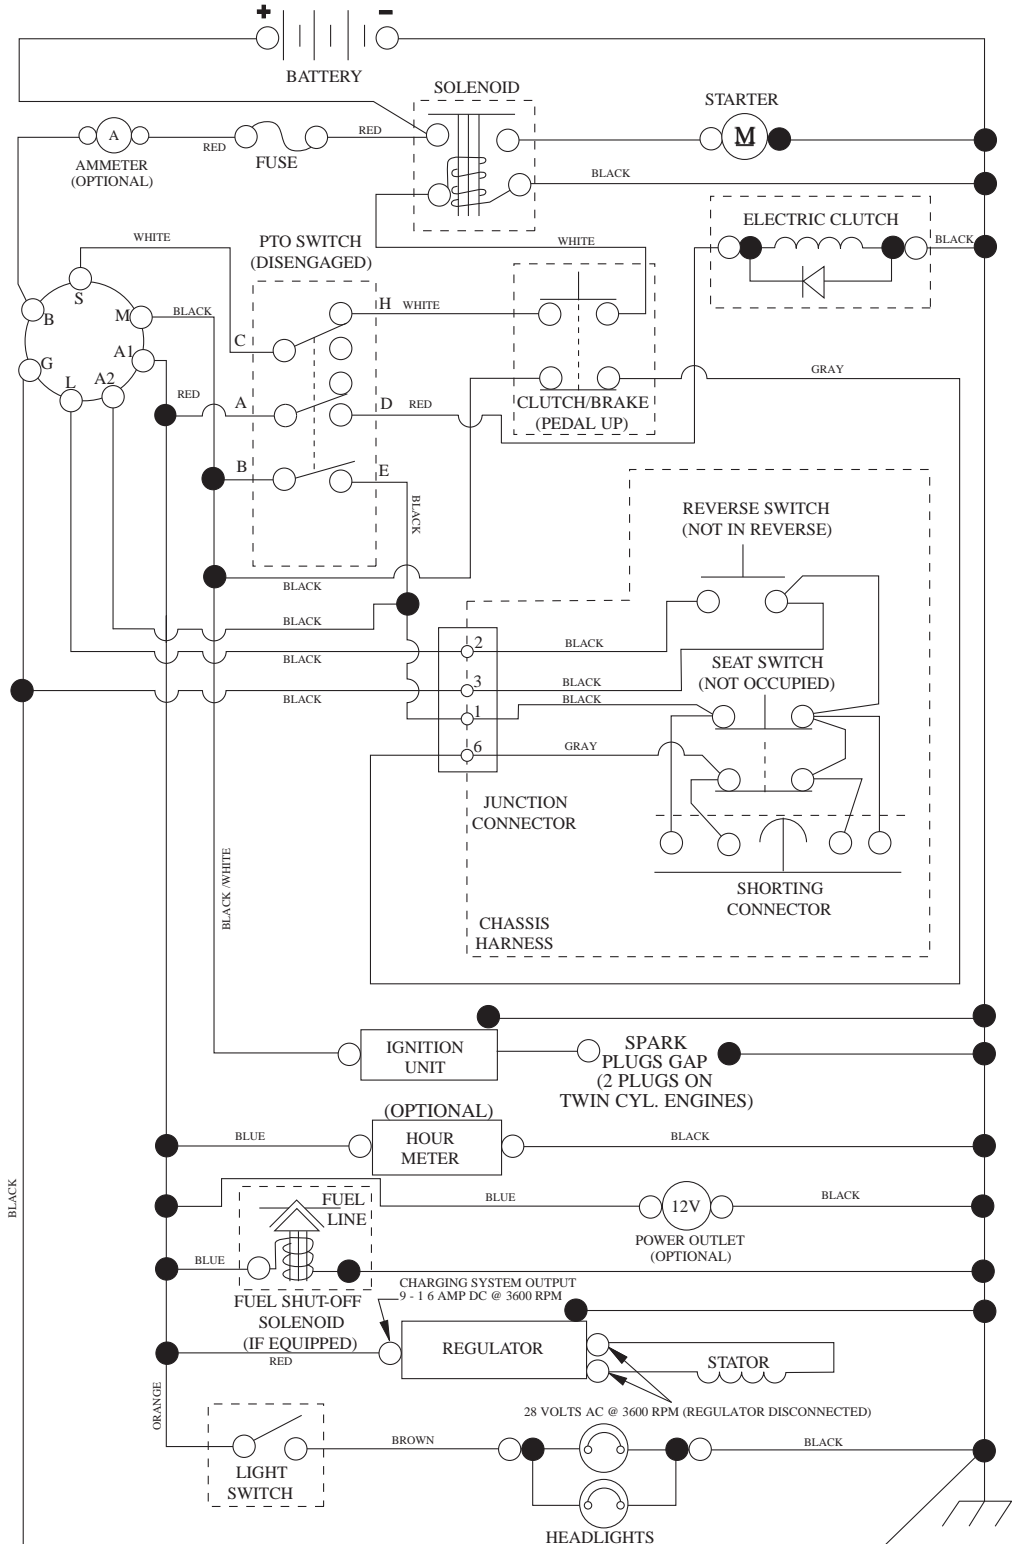 + −
BATTERY
SOLENOID
STARTER
A
RED
RED
M
AMMETER
(OPTIONAL)
FUSE
BLACK
ELECTRIC CLUTCH
WHITE
PTO SWITCH
(DISENGAGED)
WHITE
BLACK
S
B
M
BLACK
H
WHITE
C
G
A1
L
A2
RED
A
D
RED
GRAY
CLUTCH/BRAKE
(PEDAL UP)
B
E
BLACK
REVERSE SWITCH
(NOT IN REVERSE)
BLACK
BLACK
2
BLACK
BLACK
SEAT SWITCH
(NOT OCCUPIED)
3
BLACK
BLACK
BLACK
1
6
GRAY
JUNCTION
CONNECTOR
BLACK /WHITE
SHORTING
CONNECTOR
CHASSIS
HARNESS
IGNITION
UNIT
SPARK
PLUGS GAP
(2 PLUGS ON
TWIN CYL. ENGINES)
(OPTIONAL)
BLUE
HOUR
METER
BLACK
BLACK
FUEL
LINE
BLUE
12V
BLACK
POWER OUTLET
(OPTIONAL)
BLUE
FUEL SHUT-OFF
SOLENOID
(IF EQUIPPED)
CHARGING SYSTEM OUTPUT
9 - 1 6 AMP DC @ 3600 RPM
RED
REGULATOR
STATOR
ORANGE
28 VOLTS AC @ 3600 RPM (REGULATOR DISCONNECTED)
BROWN
BLACK
LIGHT
SWITCH
HEADLIGHTS